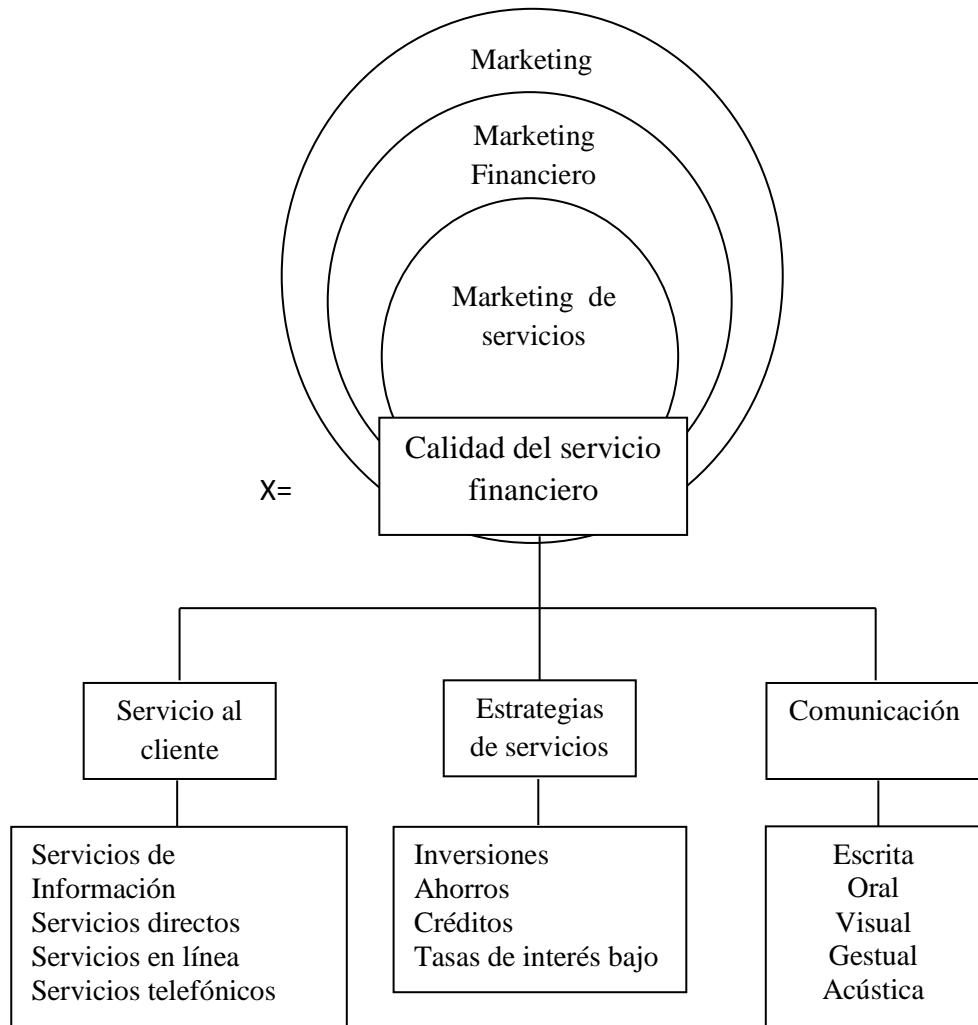 Marketing
Marketing
Financiero
Marketing de
servicios
Calidad del servicio
financiero
X=
Servicio al
cliente
Estrategias
de servicios
Comunicación
Servicios de
Información
Servicios directos
Servicios en línea
Servicios telefónicos
Inversiones
Ahorros
Créditos
Tasas de interés bajo
Escrita
Oral
Visual
Gestual
Acústica